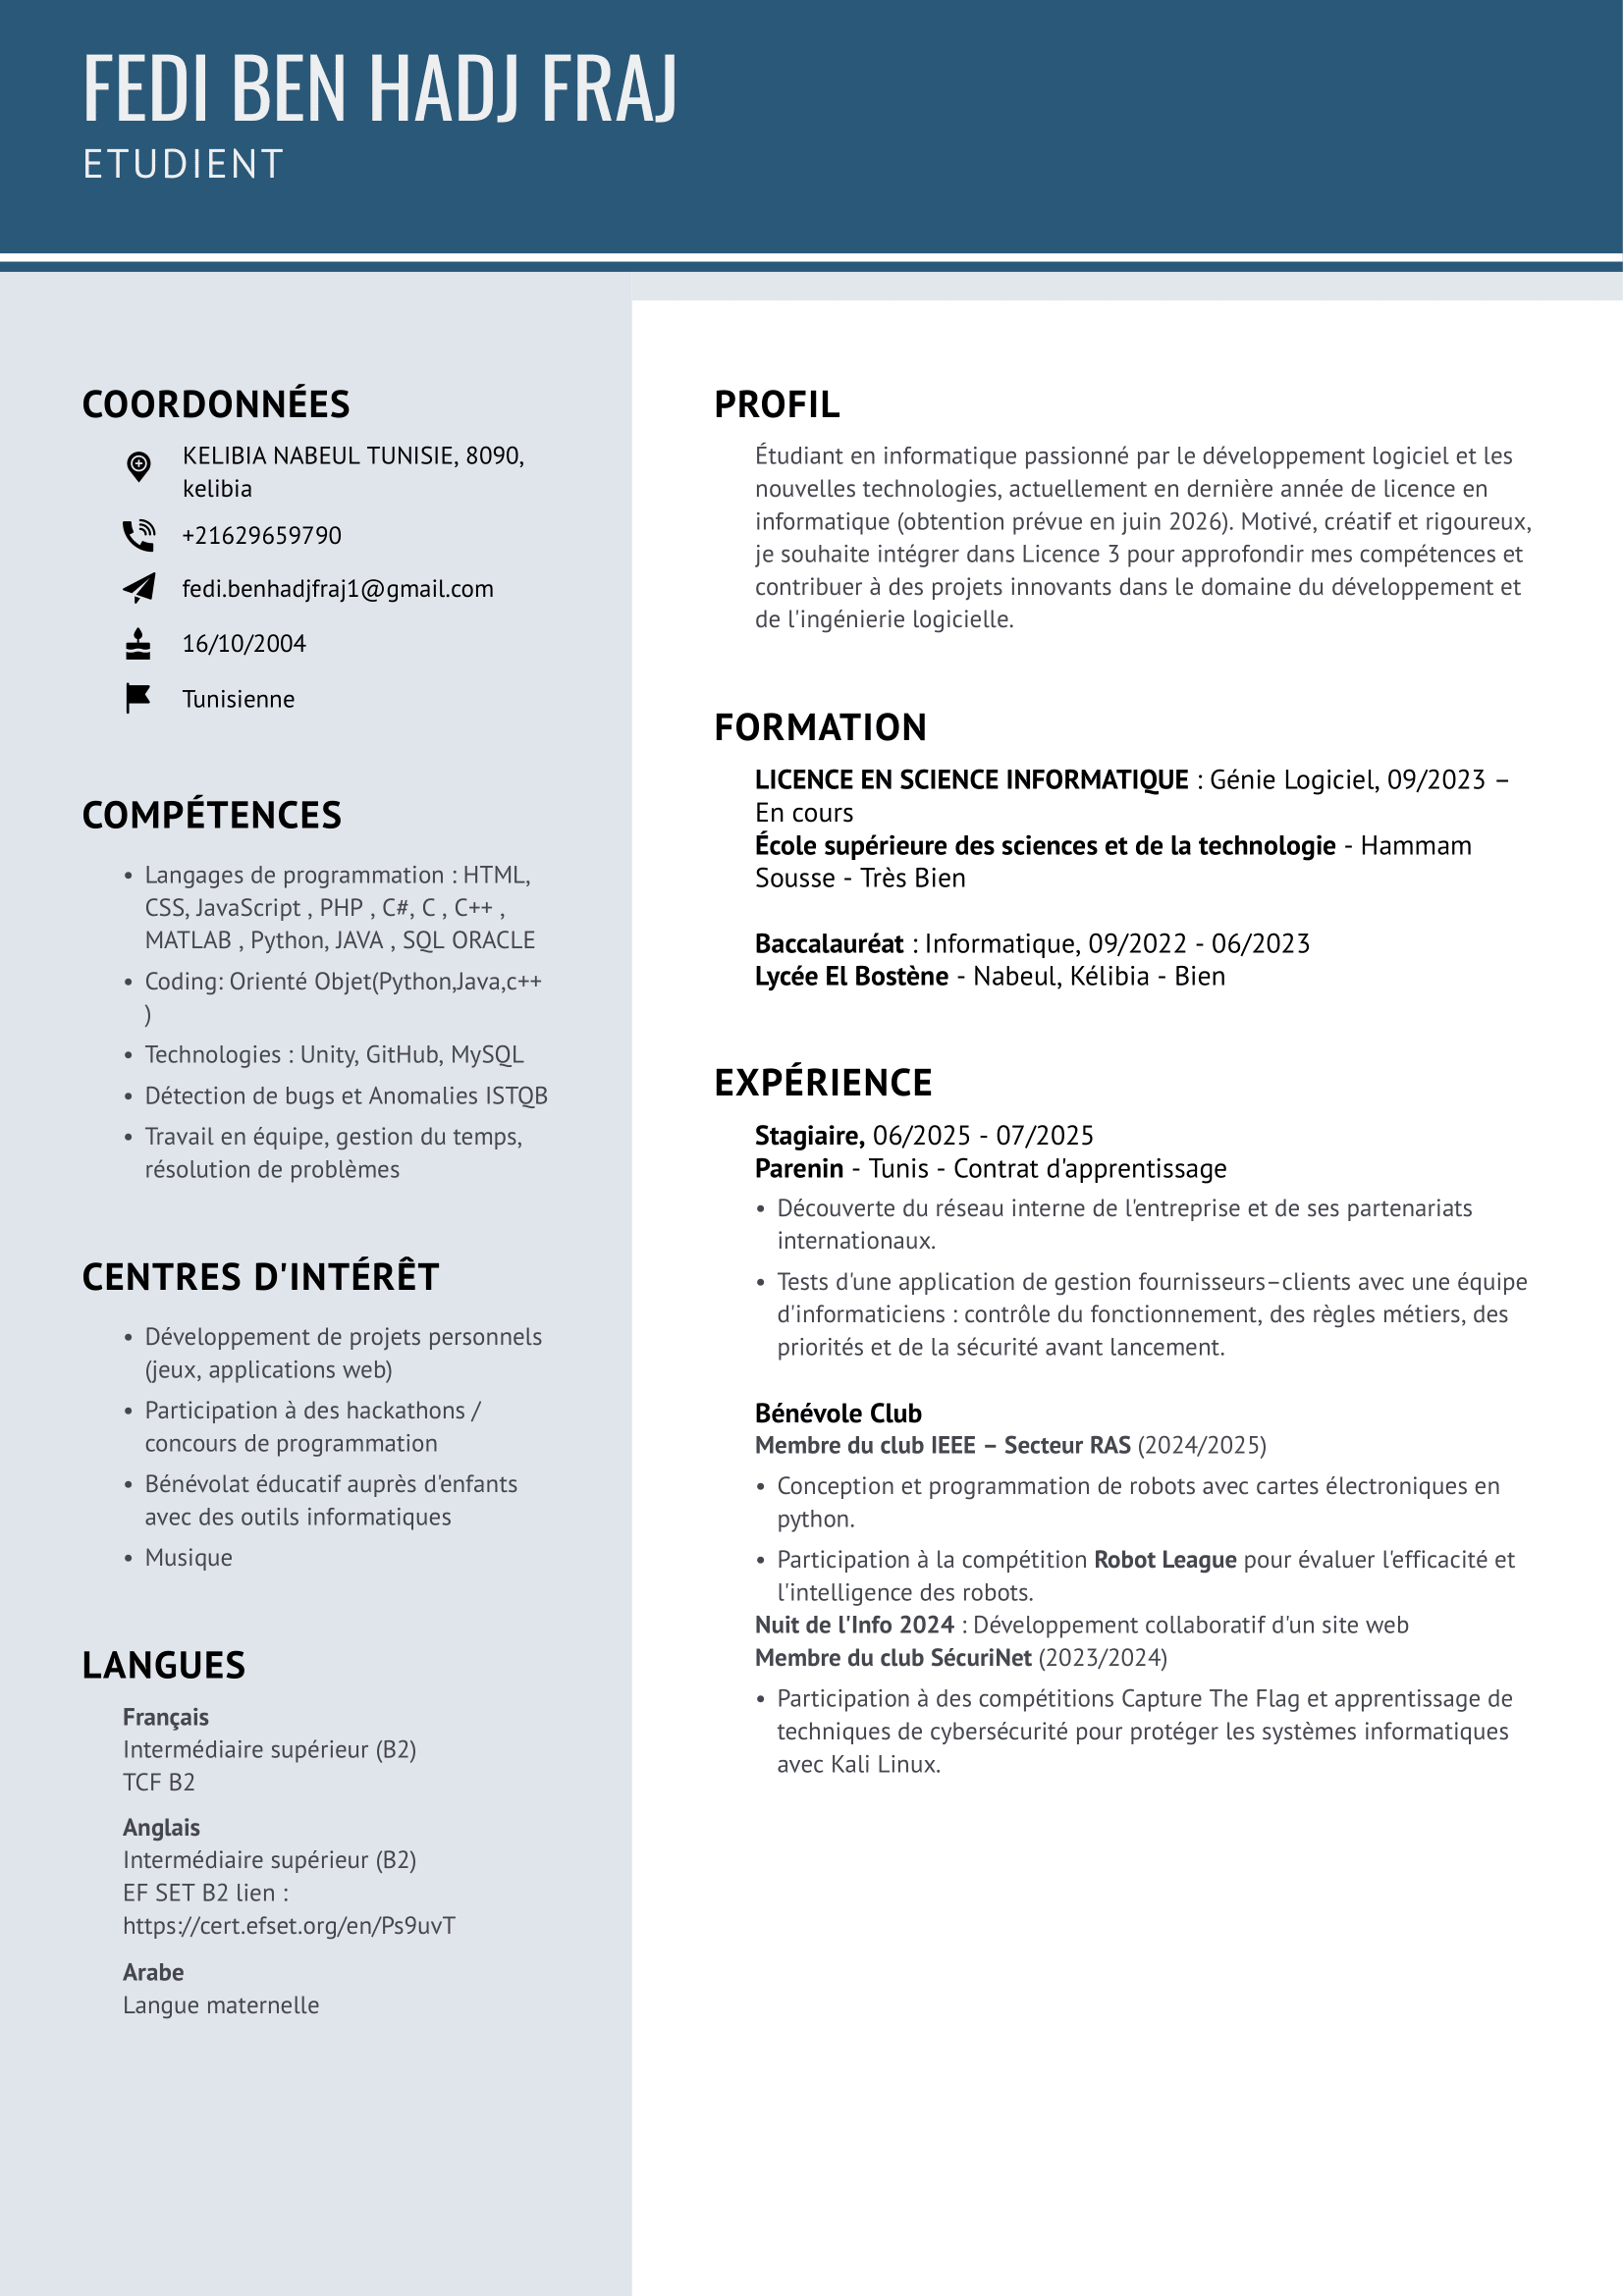 FEDI BEN HADJ FRAJ
ETUDIENT
COORDONNÉES
KELIBIA NABEUL TUNISIE, 8090,
kelibia
+21629659790
fedi.benhadjfraj1@gmail.com
16/10/2004
Tunisienne
COMPÉTENCES
• Langages de programmation : HTML,
CSS, JavaScript , PHP , C#, C , C++ ,
MATLAB , Python, JAVA , SQL ORACLE
• Coding: Orienté Objet(Python,Java,c++
)
• Technologies : Unity, GitHub, MySQL
• Détection de bugs et Anomalies ISTQB
• Travail en équipe, gestion du temps,
résolution de problèmes
CENTRES D'INTÉRÊT
• Développement de projets personnels
(jeux, applications web)
• Participation à des hackathons /
concours de programmation
• Bénévolat éducatif auprès d'enfants
avec des outils informatiques
• Musique
LANGUES
Français
Intermédiaire supérieur (B2)
TCF B2
Anglais
Intermédiaire supérieur (B2)
EF SET B2 lien :
https://cert.efset.org/en/Ps9uvT
Arabe
Langue maternelle
PROFIL
Étudiant en informatique passionné par le développement logiciel et les
nouvelles technologies, actuellement en dernière année de licence en
informatique (obtention prévue en juin 2026). Motivé, créatif et rigoureux,
je souhaite intégrer dans Licence 3 pour approfondir mes compétences et
contribuer à des projets innovants dans le domaine du développement et
de l'ingénierie logicielle.
FORMATION
LICENCE EN SCIENCE INFORMATIQUE : Génie Logiciel, 09/2023 –
En cours
École supérieure des sciences et de la technologie - Hammam
Sousse - Très Bien
Baccalauréat : Informatique, 09/2022 - 06/2023
Lycée El Bostène - Nabeul, Kélibia - Bien
EXPÉRIENCE
Stagiaire, 06/2025 - 07/2025
Parenin - Tunis - Contrat d'apprentissage
• Découverte du réseau interne de l'entreprise et de ses partenariats
internationaux.
• Tests d'une application de gestion fournisseurs–clients avec une équipe
d'informaticiens : contrôle du fonctionnement, des règles métiers, des
priorités et de la sécurité avant lancement.
Bénévole Club
Membre du club IEEE – Secteur RAS (2024/2025)
• Conception et programmation de robots avec cartes électroniques en
python.
• Participation à la compétition Robot League pour évaluer l'efficacité et
l'intelligence des robots.
Nuit de l'Info 2024 : Développement collaboratif d'un site web
Membre du club SécuriNet (2023/2024)
• Participation à des compétitions Capture The Flag et apprentissage de
techniques de cybersécurité pour protéger les systèmes informatiques
avec Kali Linux.